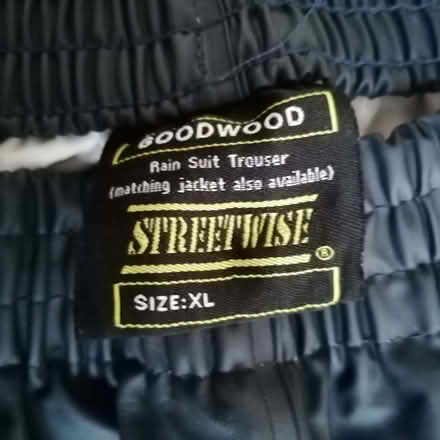 GOODWOOD
Rain Suit Trouser
(matching jacket also available)
STREETWISE ®
SIZE:XL